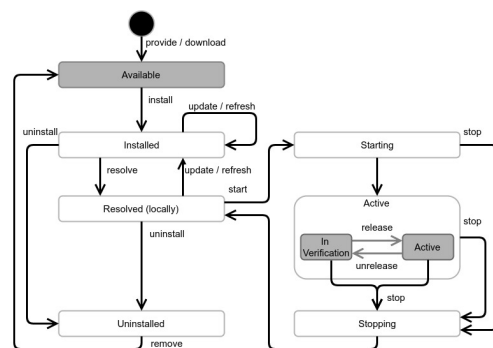 provide / download
Available
install
update / refresh
uninstall
Installed
Starting
stop
resolve
update / refresh
start
Resolved (locally)
Active
release
stop
In
Verification
Active
uninstall
unrelease
stop
Uninstalled
Stopping
remove